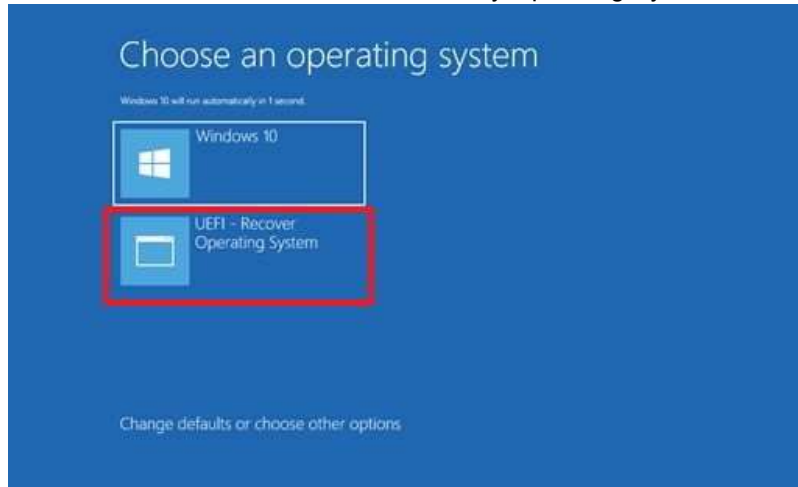 Choose an operating system
Windows 10 will run automatically in 1 second.
Windows 10
UEFI - Recover
Operating System
Change defaults or choose other options